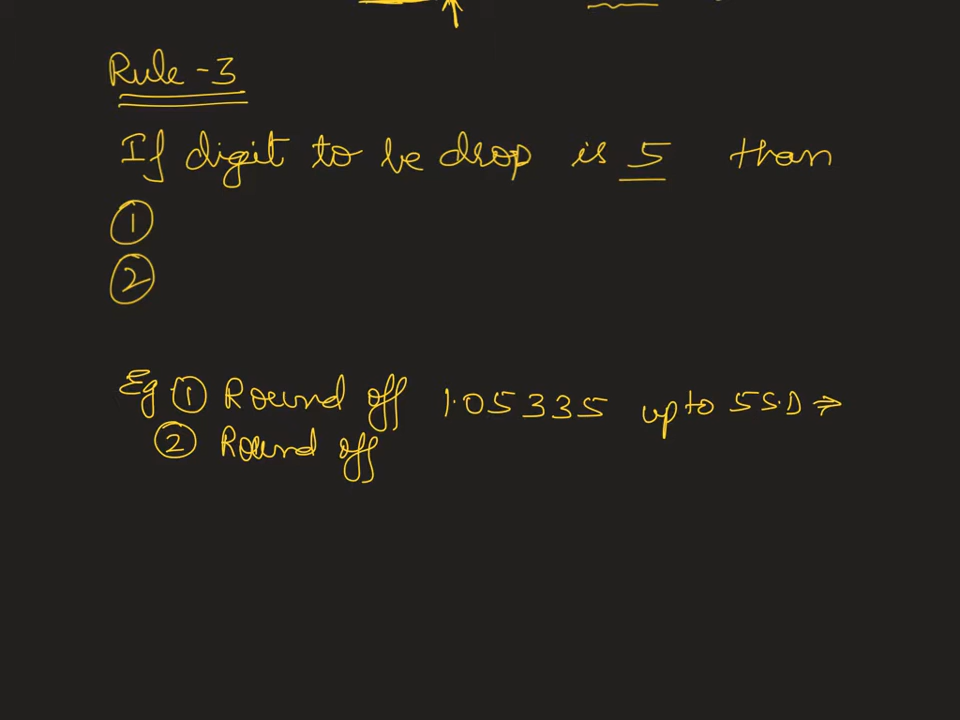 Rule -3
If digit to be drop is 5 than
①
②
Eg ① Round off 1.05335 upto 5S.D ⇒
② Round off